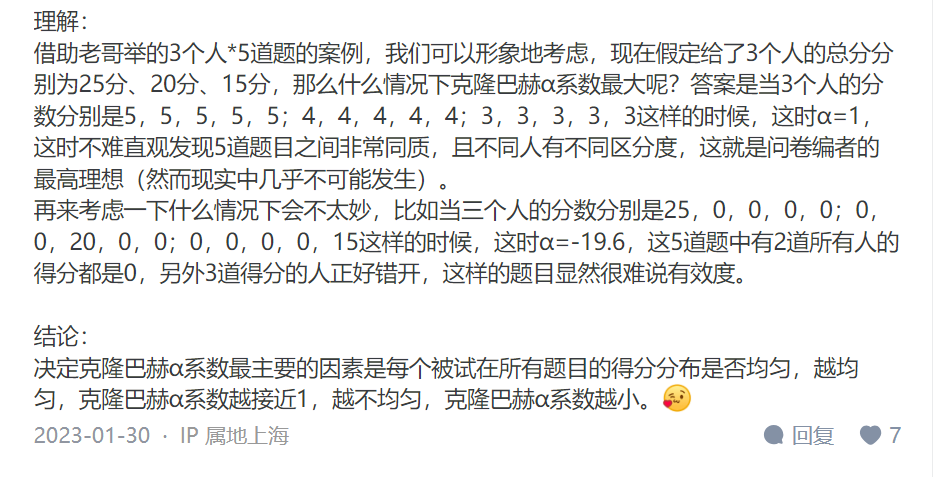 理解：
借助老哥举的3个人*5道题的案例，我们可以形象地考虑，现在假定给了3个人的总分分
别为25分、20分、15分，那么什么情况下克隆巴赫α系数最大呢？答案是当3个人的分
数分别是5，5，5，5，5；4，4，4，4，4；3，3，3，3，3这样的时候，这时α=1，
这时不难直观发现5道题目之间非常同质，且不同人有不同区分度，这就是问卷编者的
最高理想（然而现实中几乎不可能发生）。
再来考虑一下什么情况下会不太妙，比如当三个人的分数分别是25，0，0，0，0；0，
0，20，0，0；0，0，0，0，15这样的时候，这时α=-19.6，这5道题中有2道所有人的
得分都是0，另外3道得分的人正好错开，这样的题目显然很难说有效度。
结论：
决定克隆巴赫α系数最主要的因素是每个被试在所有题目的得分分布是否均匀，越均
匀，克隆巴赫α系数越接近1，越不均匀，克隆巴赫α系数越小。😘
2023-01-30 · IP 属地上海 回复 7